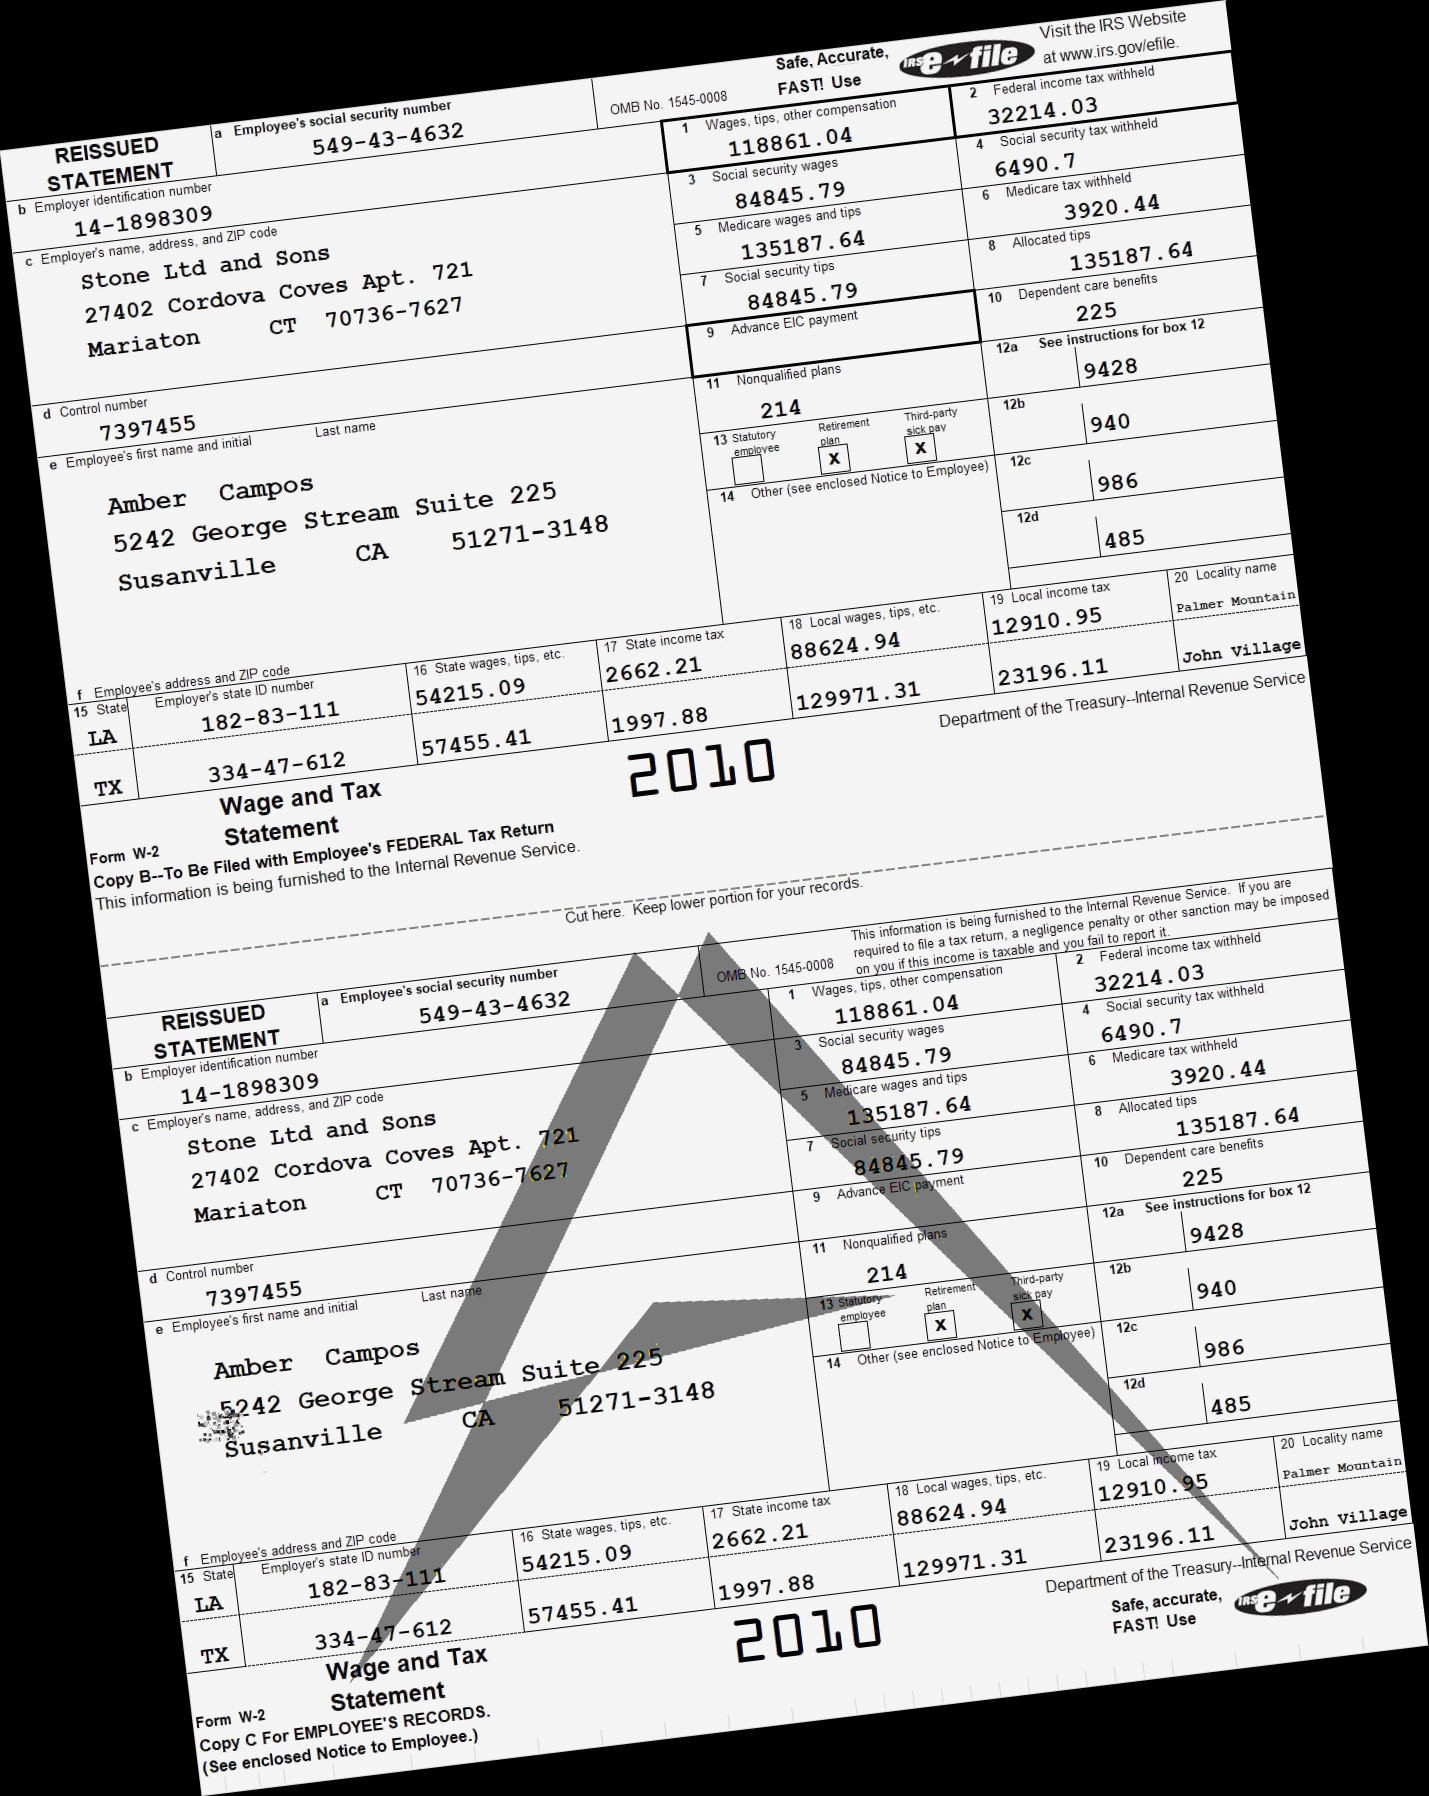 Safe, Accurate,
FAST! Use
IRS e-file
Visit the IRS Website
at www.irs.gov/efile.
REISSUED
STATEMENT
a Employee's social security number
549-43-4632
OMB No. 1545-0008
1 Wages, tips, other compensation
118861.04
2 Federal income tax withheld
32214.03
b Employer identification number
14-1898309
3 Social security wages
84845.79
4 Social security tax withheld
6490.7
c Employer's name, address, and ZIP code
Stone Ltd and Sons
27402 Cordova Coves Apt. 721
Mariaton CT 70736-7627
5 Medicare wages and tips
135187.64
6 Medicare tax withheld
3920.44
7 Social security tips
84845.79
8 Allocated tips
135187.64
9 Advance EIC payment
10 Dependent care benefits
225
d Control number
7397455
11 Nonqualified plans
214
12a See instructions for box 12
9428
e Employee's first name and initial Last name
Amber Campos
5242 George Stream Suite 225
Susanville CA 51271-3148
13 Statutory employee
Retirement plan
X
Third-party sick pay
X
12b
940
14 Other (see enclosed Notice to Employee)
12c
986
12d
485
f Employee's address and ZIP code
15 State Employer's state ID number
16 State wages, tips, etc.
17 State income tax
18 Local wages, tips, etc.
19 Local income tax
20 Locality name
LA 182-83-111 54215.09 2662.21 88624.94 12910.95 Palmer Mountain
TX 334-47-612 57455.41 1997.88 129971.31 23196.11 John Village
Form W-2
Wage and Tax
Statement
2010
Department of the Treasury--Internal Revenue Service
Copy B--To Be Filed with Employee's FEDERAL Tax Return
This information is being furnished to the Internal Revenue Service.
Cut here. Keep lower portion for your records.
REISSUED
STATEMENT
a Employee's social security number
549-43-4632
OMB No. 1545-0008
This information is being furnished to the Internal Revenue Service. If you are
required to file a tax return, a negligence penalty or other sanction may be imposed
on you if this income is taxable and you fail to report it.
1 Wages, tips, other compensation
118861.04
2 Federal income tax withheld
32214.03
b Employer identification number
14-1898309
3 Social security wages
84845.79
4 Social security tax withheld
6490.7
c Employer's name, address, and ZIP code
Stone Ltd and Sons
27402 Cordova Coves Apt. 721
Mariaton CT 70736-7627
5 Medicare wages and tips
135187.64
6 Medicare tax withheld
3920.44
7 Social security tips
84845.79
8 Allocated tips
135187.64
9 Advance EIC payment
10 Dependent care benefits
225
d Control number
7397455
11 Nonqualified plans
214
12a See instructions for box 12
9428
e Employee's first name and initial Last name
Amber Campos
5242 George Stream Suite 225
Susanville CA 51271-3148
13 Statutory employee
Retirement plan
X
Third-party sick pay
X
12b
940
14 Other (see enclosed Notice to Employee)
12c
986
12d
485
f Employee's address and ZIP code
15 State Employer's state ID number
16 State wages, tips, etc.
17 State income tax
18 Local wages, tips, etc.
19 Local income tax
20 Locality name
LA 182-83-111 54215.09 2662.21 88624.94 12910.95 Palmer Mountain
TX 334-47-612 57455.41 1997.88 129971.31 23196.11 John Village
Form W-2
Wage and Tax
Statement
2010
Department of the Treasury--Internal Revenue Service
Safe, accurate,
FAST! Use
IRS e-file
Copy C For EMPLOYEE'S RECORDS.
(See enclosed Notice to Employee.)